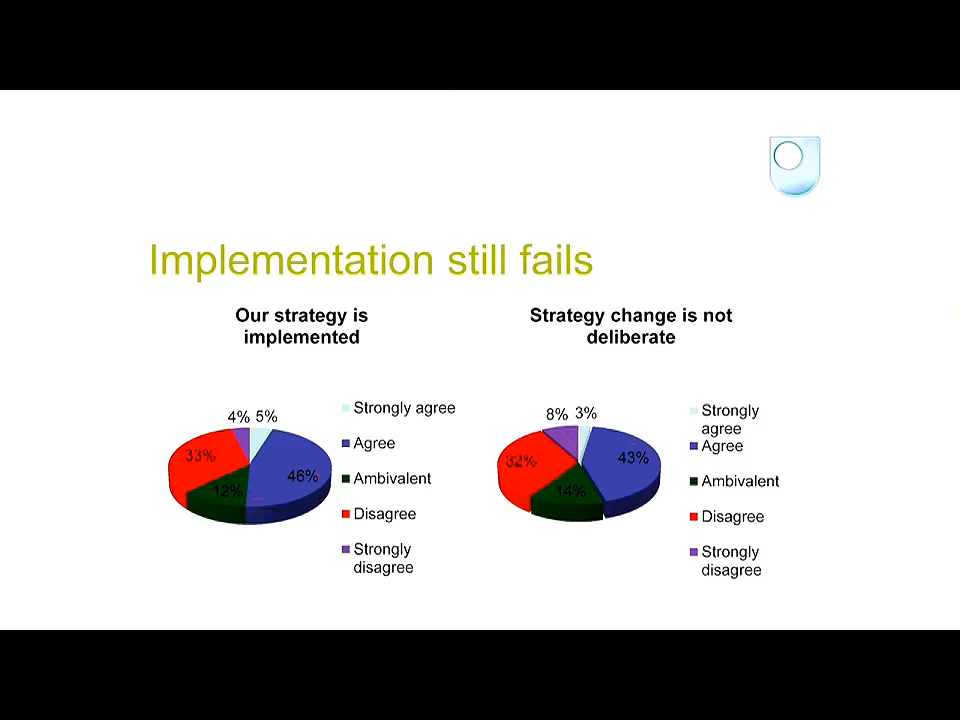 Implementation still fails
Our strategy is
implemented
4% 5%
33%
46%
12%
Strongly agree
Agree
Ambivalent
Disagree
Strongly
disagree
Strategy change is not
deliberate
8% 3%
32%
43%
14%
Strongly
agree
Agree
Ambivalent
Disagree
Strongly
disagree